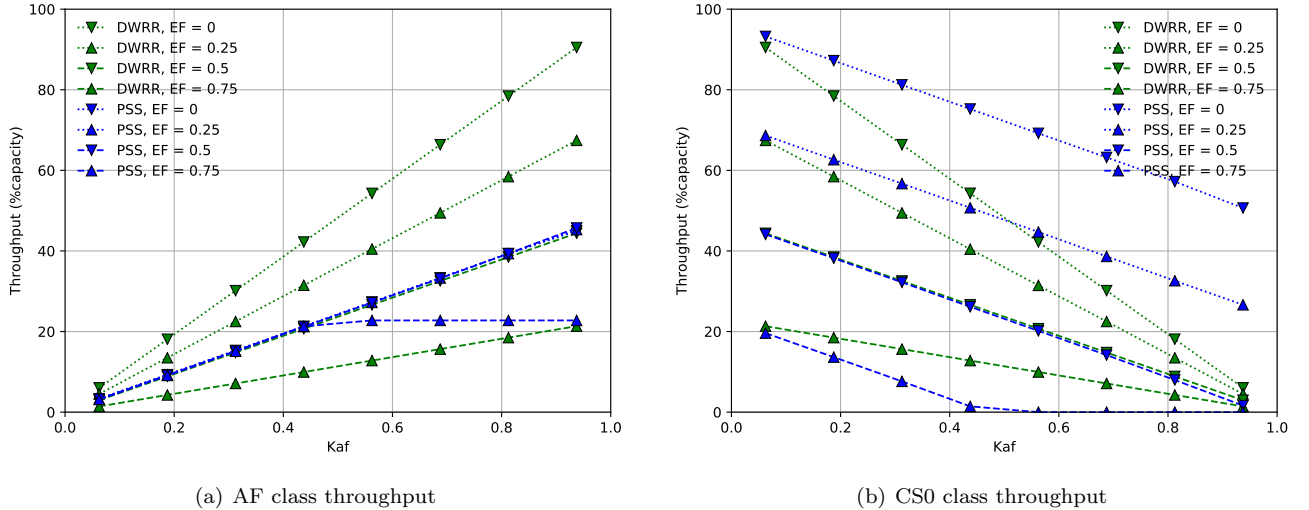 100
80
60
40
20
0
0.0
0.2
0.4
0.6
0.8
1.0
Throughput (%capacity)
Kaf
DWRR, EF = 0
DWRR, EF = 0.25
DWRR, EF = 0.5
DWRR, EF = 0.75
PSS, EF = 0
PSS, EF = 0.25
PSS, EF = 0.5
PSS, EF = 0.75
(a) AF class throughput
100
80
60
40
20
0
0.0
0.2
0.4
0.6
0.8
1.0
Throughput (%capacity)
Kaf
DWRR, EF = 0
DWRR, EF = 0.25
DWRR, EF = 0.5
DWRR, EF = 0.75
PSS, EF = 0
PSS, EF = 0.25
PSS, EF = 0.5
PSS, EF = 0.75
(b) CS0 class throughput